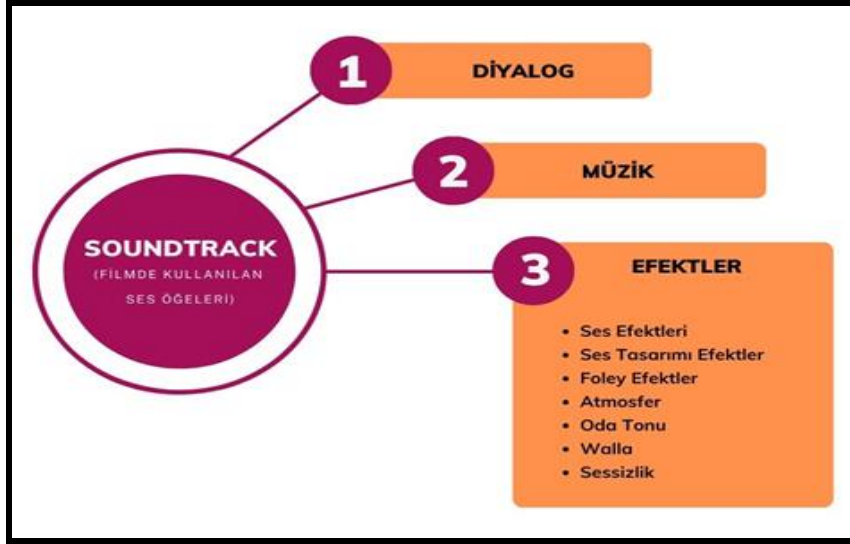 1
DİYALOG
2
MÜZİK
SOUNDTRACK
(FİLMDE KULLANILAN
SES ÖĞELERİ)
3
EFEKTLER
• Ses Efektleri
• Ses Tasarımı Efektler
• Foley Efektler
• Atmosfer
• Oda Tonu
• Walla
• Sessizlik